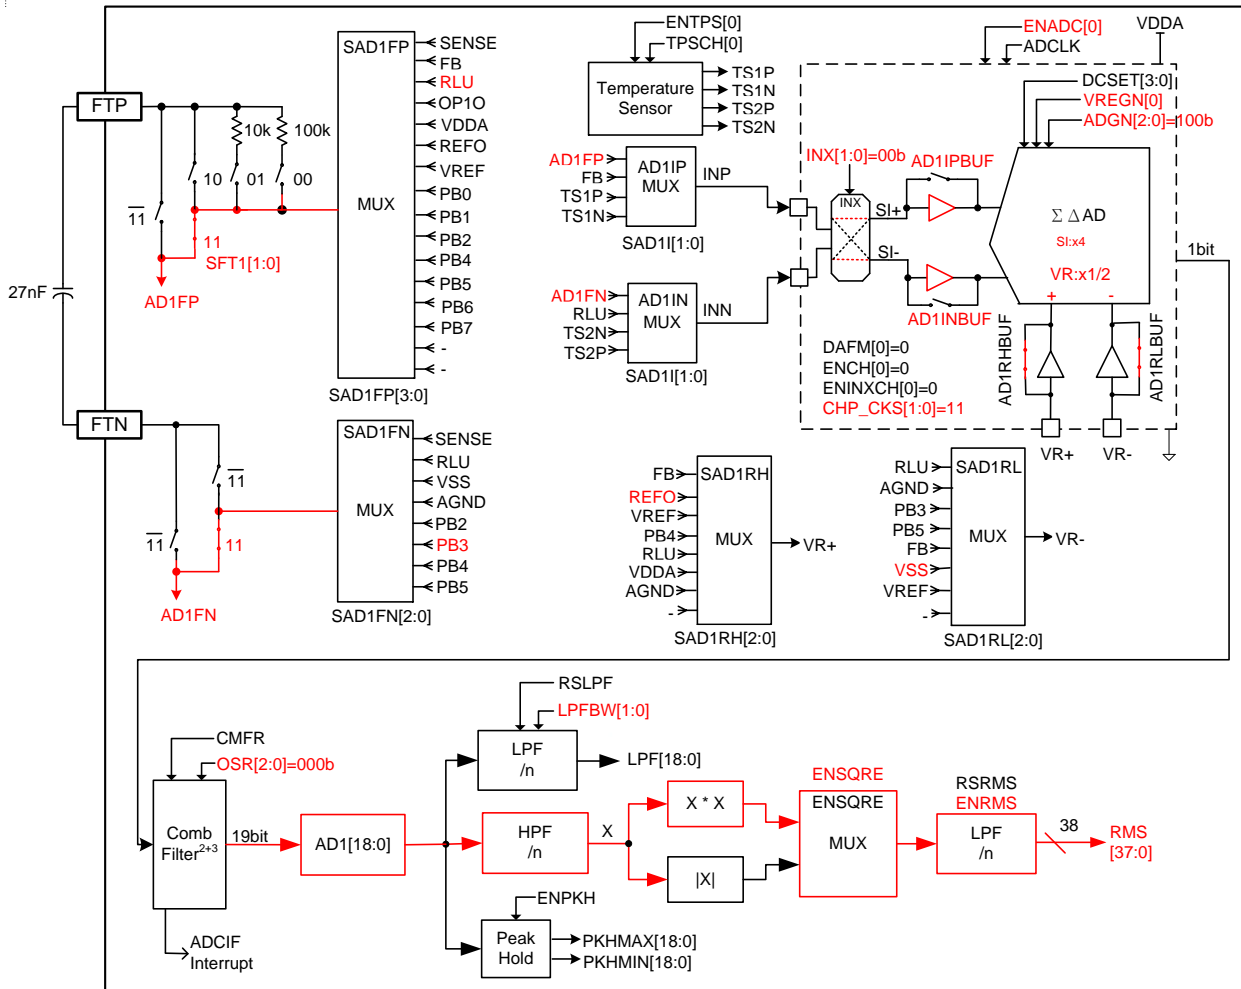 FTP
27nF
FTN
10k
100k
10
01
00
11
11
SFT1[1:0]
AD1FP
SAD1FP
MUX
SENSE
FB
RLU
OP1O
VDDA
REFO
VREF
PB0
PB1
PB2
PB4
PB5
PB6
PB7
-
-
SAD1FP[3:0]
11
11
11
AD1FN
SAD1FN
MUX
SENSE
RLU
VSS
AGND
PB2
PB3
PB4
PB5
SAD1FN[2:0]
ENTPS[0]
TPSCH[0]
Temperature
Sensor
TS1P
TS1N
TS2P
TS2N
AD1FP
FB
TS1P
TS1N
AD1IP
MUX
INP
SAD1I[1:0]
AD1FN
RLU
TS2N
TS2P
AD1IN
MUX
INN
SAD1I[1:0]
ENADC[0]
ADCLK
VDDA
DCSET[3:0]
VREGN[0]
ADGN[2:0]=100b
INX[1:0]=00b
INX
SI+
SI-
AD1IPBUF
AD1INBUF
Σ Δ AD
SI:x4
VR:x1/2
+
-
1bit
DAFM[0]=0
ENCH[0]=0
ENINXCH[0]=0
CHP_CKS[1:0]=11
AD1RHBUF
AD1RLBUF
VR+
VR-
FB
REFO
VREF
PB4
RLU
VDDA
AGND
-
SAD1RH
MUX
VR+
SAD1RH[2:0]
RLU
AGND
PB3
PB5
FB
VSS
VREF
-
SAD1RL
MUX
VR-
SAD1RL[2:0]
CMFR
OSR[2:0]=000b
Comb
Filter2+3
19bit
ADCIF
Interrupt
AD1[18:0]
RSLPF
LPFBW[1:0]
LPF
/n
LPF[18:0]
HPF
/n
X
X * X
|X|
ENPKH
Peak
Hold
PKHMAX[18:0]
PKHMIN[18:0]
ENSQRE
ENSQRE
MUX
RSRMS
ENRMS
LPF
/n
38
RMS
[37:0]